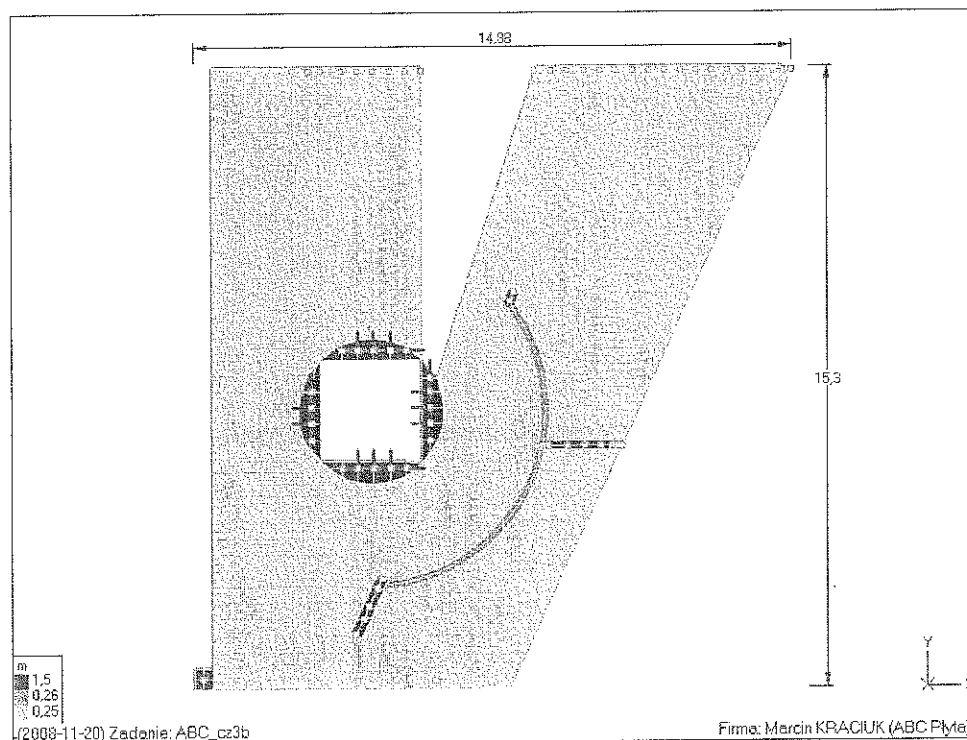 14,98
15,3
Y
m
1,5
0,26
0,25
(2008-11-20) Zadanie: ABC_cz3b
Firma: Marcin KRACIUK (ABC Płyta)